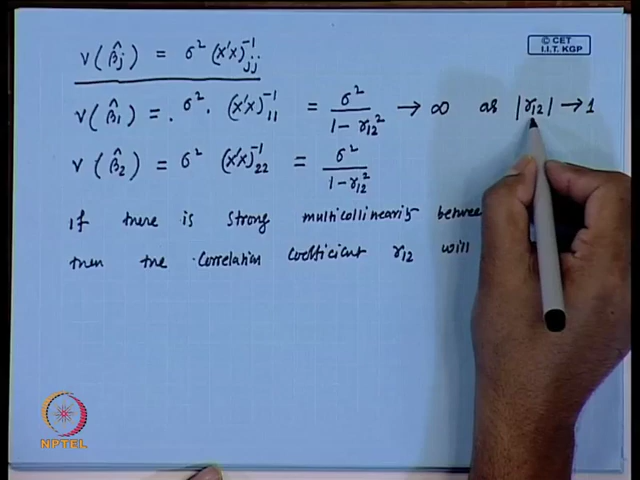 © CET
I.I.T. KGP
V(β̂j) = σ² (X'X)⁻¹jj
V(β̂1) = . σ² · (X'X)⁻¹11 = σ² / (1 − r12²) → ∞ as |r12| → 1
V(β̂2) = σ² (X'X)⁻¹22 = σ² / (1 − r12²)
If there is strong multicollinearity between
then the correlation coefficient r12 will
NPTEL